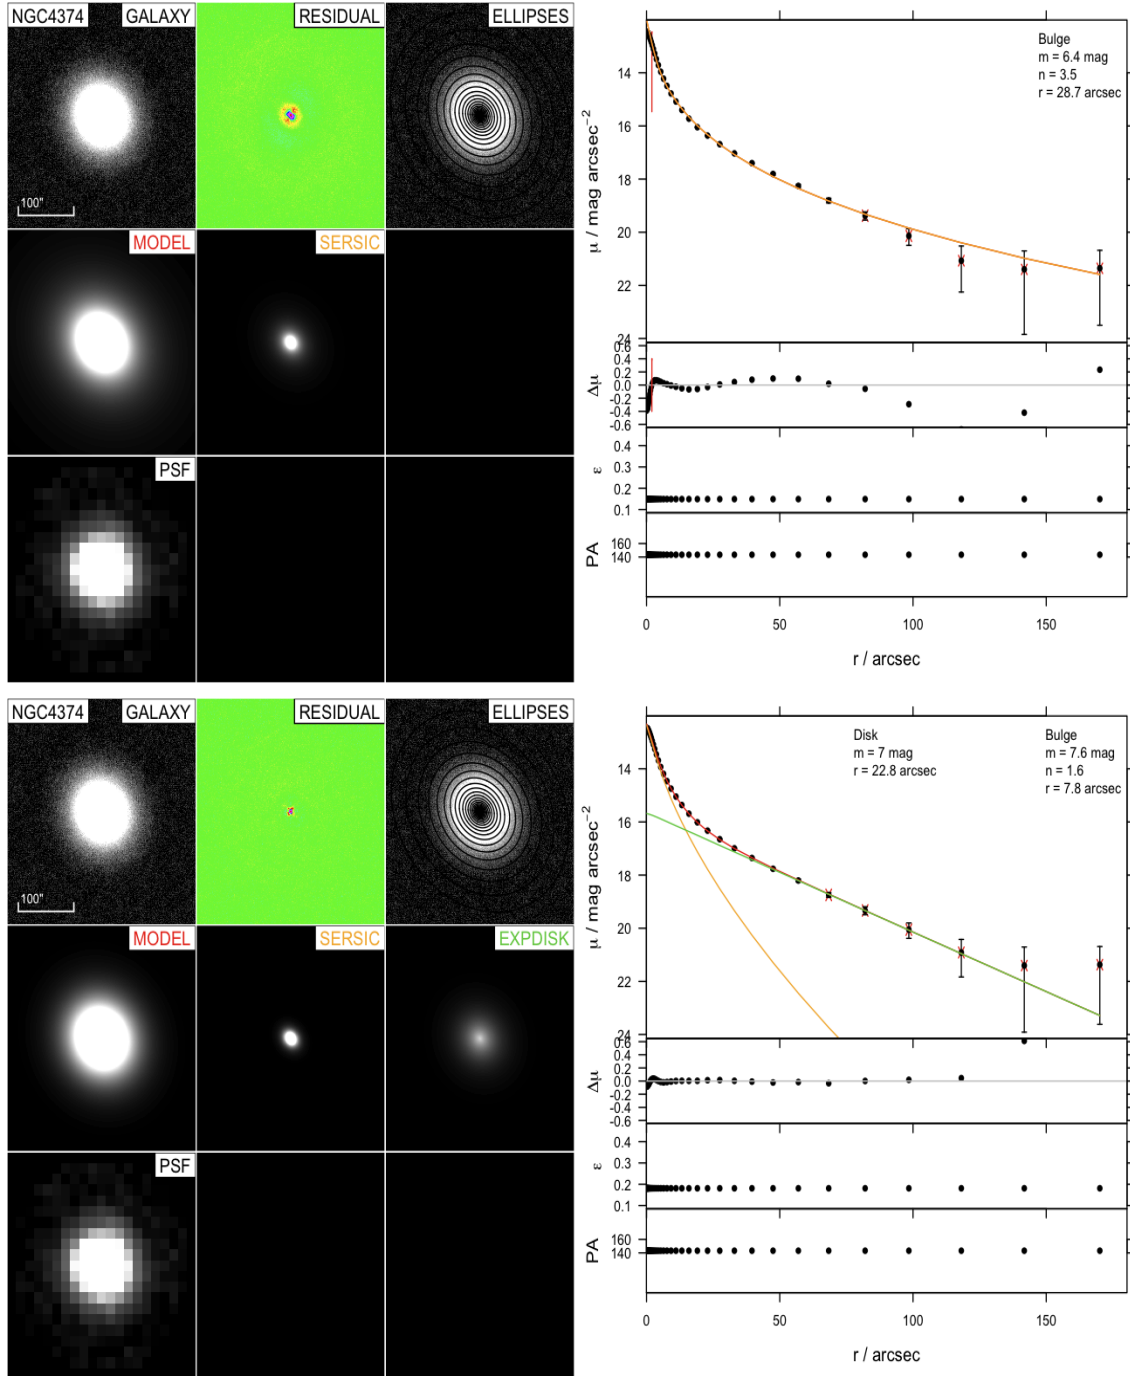 NGC4374 GALAXY RESIDUAL ELLIPSES
100"
MODEL SERSIC
PSF
Bulge
m = 6.4 mag
n = 3.5
r = 28.7 arcsec
μ / mag arcsec−2
14
16
18
20
22
24
Δμ
0.6
0.4
0.2
0.0
-0.2
-0.4
-0.6
ε
0.4
0.3
0.2
0.1
PA
160
140
0 50 100 150
r / arcsec
NGC4374 GALAXY RESIDUAL ELLIPSES
100"
MODEL SERSIC EXPDISK
PSF
Disk
m = 7 mag
r = 22.8 arcsec
Bulge
m = 7.6 mag
n = 1.6
r = 7.8 arcsec
μ / mag arcsec−2
14
16
18
20
22
24
Δμ
0.6
0.4
0.2
0.0
-0.2
-0.4
-0.6
ε
0.4
0.3
0.2
0.1
PA
160
140
0 50 100 150
r / arcsec